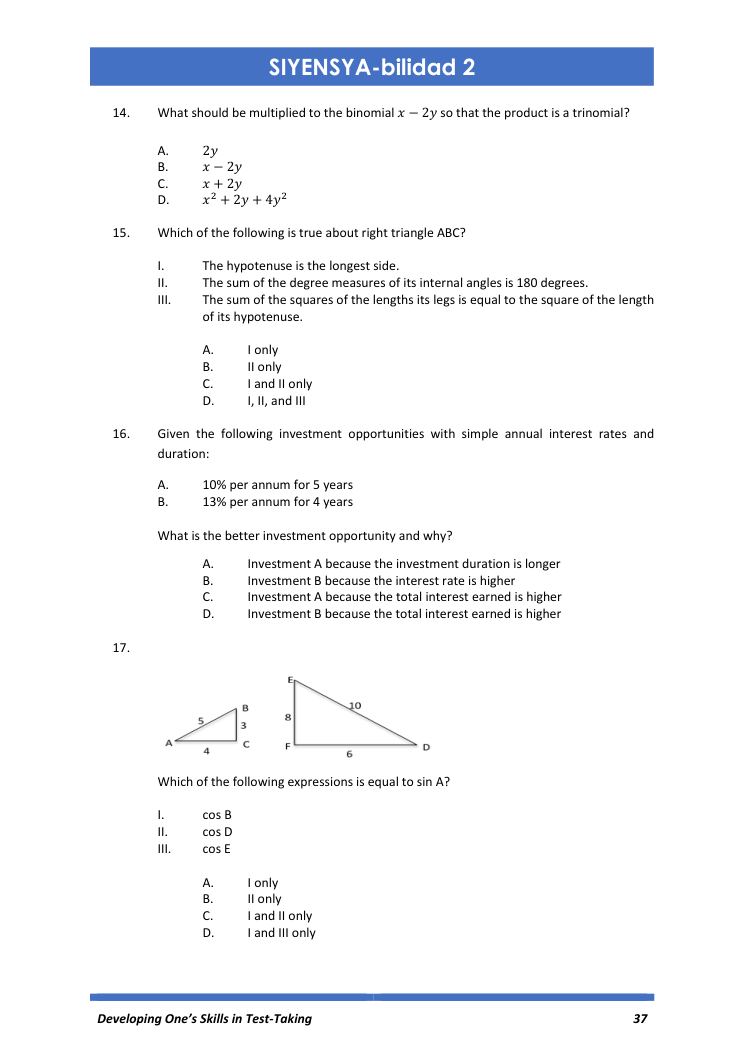 SIYENSYA-bilidad 2
14. What should be multiplied to the binomial x − 2y so that the product is a trinomial?
A. 2y
B. x − 2y
C. x + 2y
D. x² + 2y + 4y²
15. Which of the following is true about right triangle ABC?
I. The hypotenuse is the longest side.
II. The sum of the degree measures of its internal angles is 180 degrees.
III. The sum of the squares of the lengths its legs is equal to the square of the length
of its hypotenuse.
A. I only
B. II only
C. I and II only
D. I, II, and III
16. Given the following investment opportunities with simple annual interest rates and
duration:
A. 10% per annum for 5 years
B. 13% per annum for 4 years
What is the better investment opportunity and why?
A. Investment A because the investment duration is longer
B. Investment B because the interest rate is higher
C. Investment A because the total interest earned is higher
D. Investment B because the total interest earned is higher
17.
E
10
B
5
8
3
A
C
F
D
4
6
Which of the following expressions is equal to sin A?
I. cos B
II. cos D
III. cos E
A. I only
B. II only
C. I and II only
D. I and III only
Developing One's Skills in Test-Taking 37